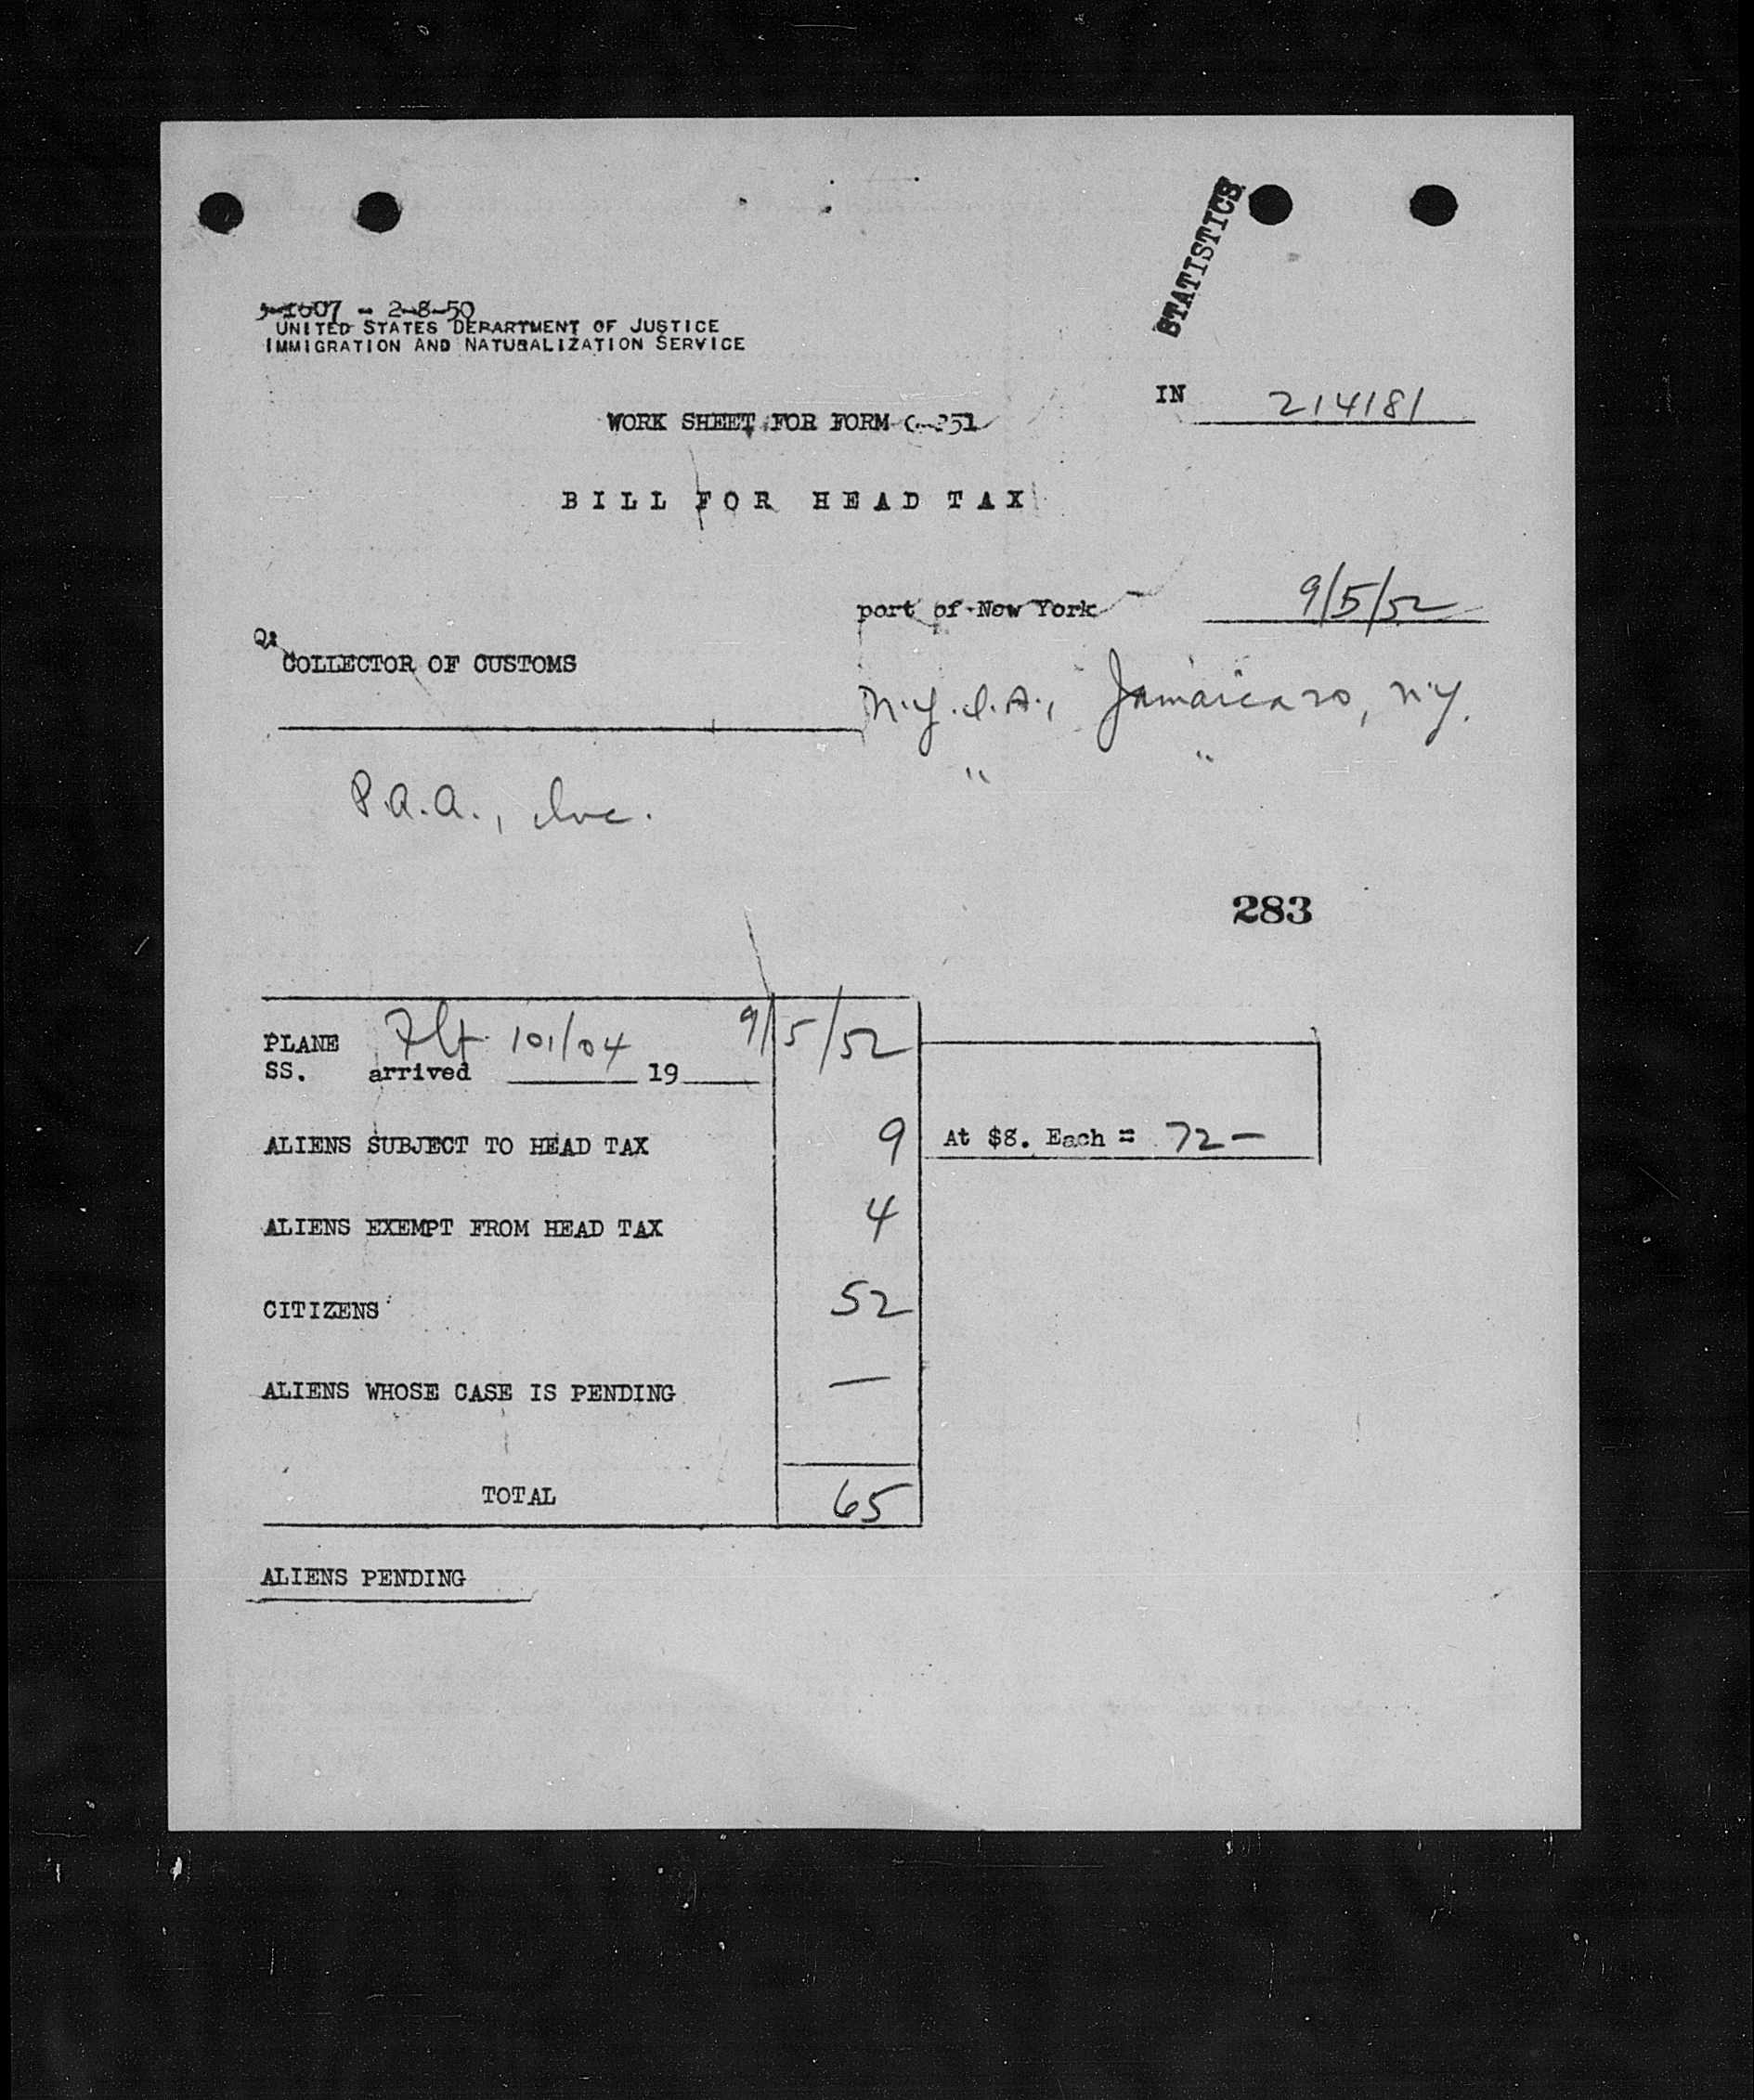 STATISTICS
-1607 - 2-8-50
UNITED STATES DEPARTMENT OF JUSTICE
IMMIGRATION AND NATURALIZATION SERVICE
IN 214181
WORK SHEET FOR FORM -251
BILL FOR HEAD TAX
port of New York 9/5/52
COLLECTOR OF CUSTOMS
N.Y.I.A., Jamaica 20, N.Y.
" "
P.A.A., Inc.
283
PLANE Flt 101/04 9/5/52
SS. arrived 19
ALIENS SUBJECT TO HEAD TAX 9 At $8. Each = 72-
ALIENS EXEMPT FROM HEAD TAX 4
CITIZENS 52
ALIENS WHOSE CASE IS PENDING —
TOTAL 65
ALIENS PENDING